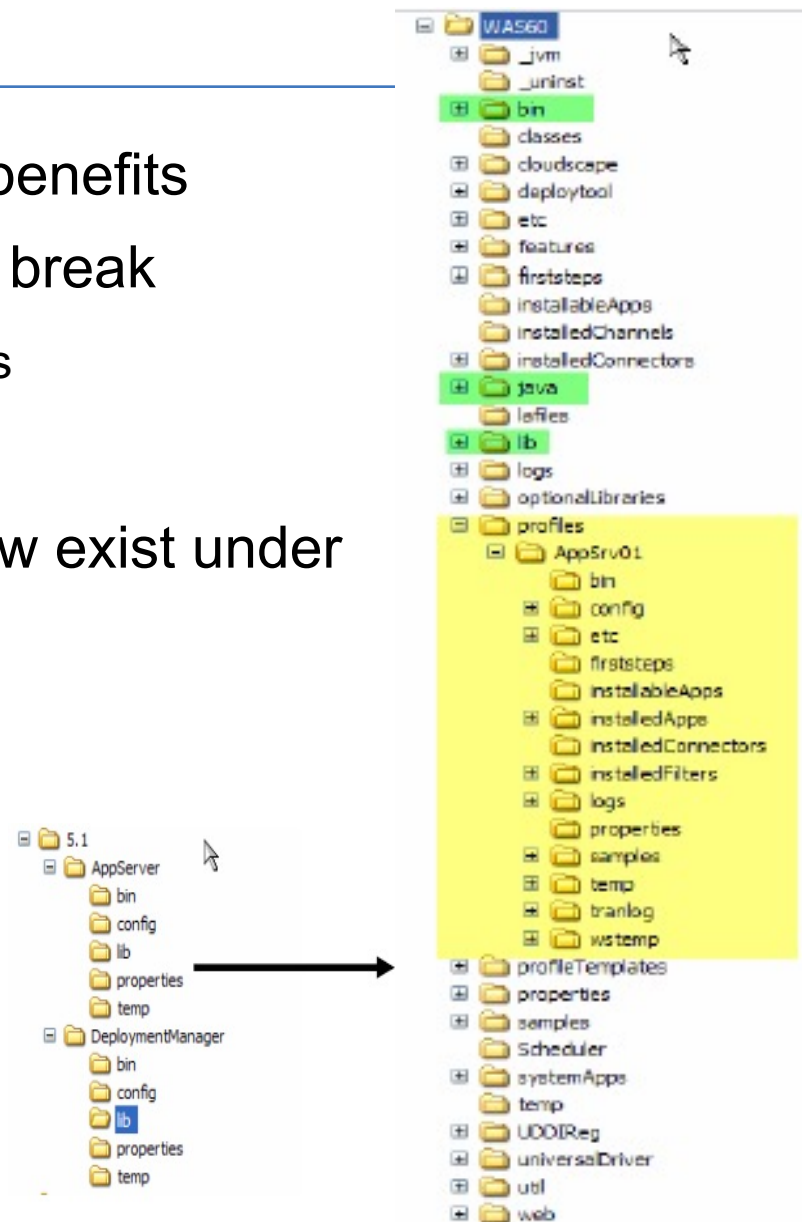 benefits
break
s
w exist under
5.1
AppServer
bin
config
lib
properties
temp
DeploymentManager
bin
config
lib
properties
temp
WAS60
_jvm
_uninst
bin
classes
cloudscape
deploytool
etc
features
firststeps
installableApps
installedChannels
installedConnectors
java
lafiles
lib
logs
optionalLibraries
profiles
AppSrv01
bin
config
etc
firststeps
installableApps
installedApps
installedConnectors
installedFilters
logs
properties
samples
temp
tranlog
wstemp
profileTemplates
properties
samples
Scheduler
systemApps
temp
UDDIReg
universalDriver
util
web